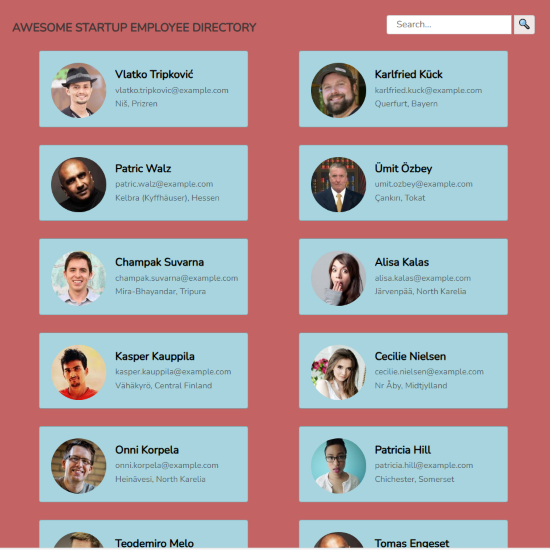 AWESOME STARTUP EMPLOYEE DIRECTORY
Search...
Vlatko Tripković
vlatko.tripkovic@example.com
Niš, Prizren
Karlfried Kück
karlfried.kuck@example.com
Querfurt, Bayern
Patric Walz
patric.walz@example.com
Kelbra (Kyffhäuser), Hessen
Ümit Özbey
umit.ozbey@example.com
Çankırı, Tokat
Champak Suvarna
champak.suvarna@example.com
Mira-Bhayandar, Tripura
Alisa Kalas
alisa.kalas@example.com
Järvenpää, North Karelia
Kasper Kauppila
kasper.kauppila@example.com
Vähäkyrö, Central Finland
Cecilie Nielsen
cecilie.nielsen@example.com
Nr Åby, Midtjylland
Onni Korpela
onni.korpela@example.com
Heinävesi, North Karelia
Patricia Hill
patricia.hill@example.com
Chichester, Somerset
Teodemiro Melo
Tomas Engeset